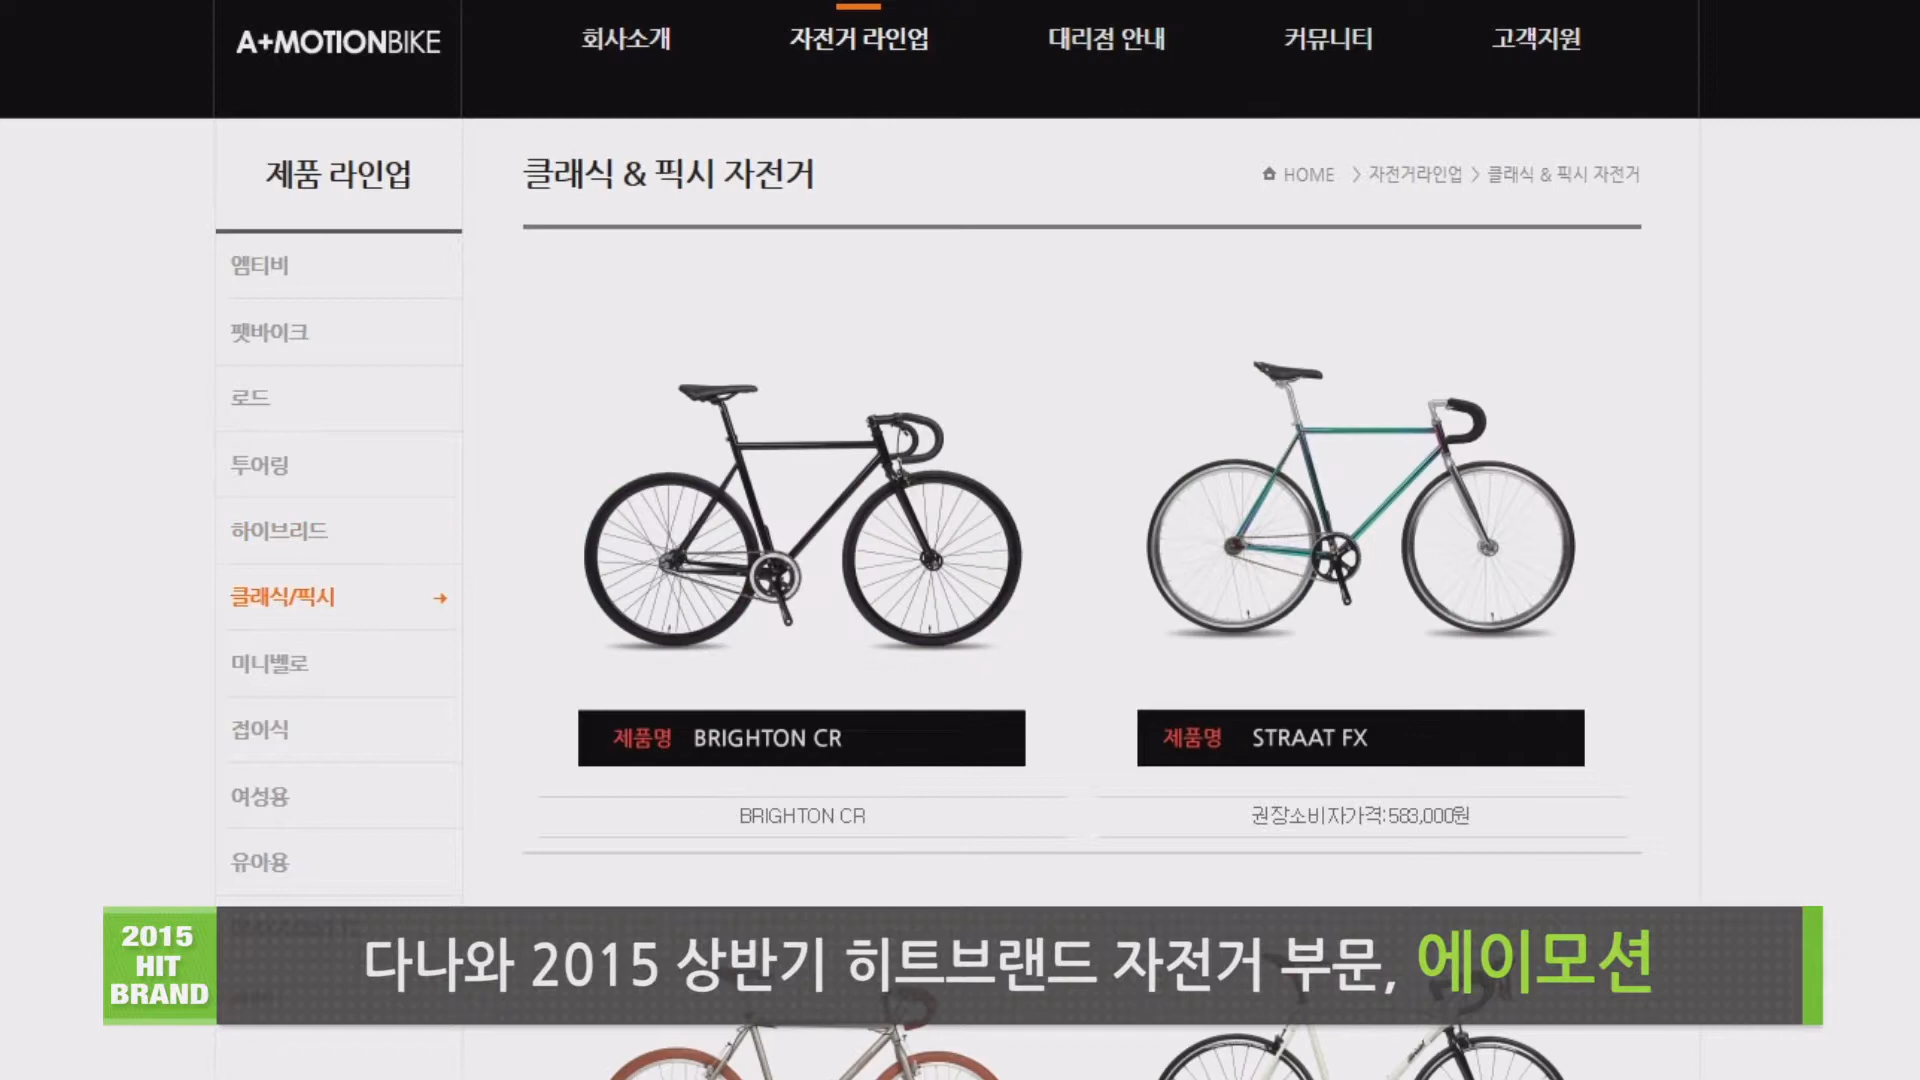 A+MOTIONBIKE
회사소개
자전거 라인업
대리점 안내
커뮤니티
고객지원
제품 라인업
엠티비
팻바이크
로드
투어링
하이브리드
클래식/픽시
미니벨로
접이식
여성용
유아용
클래식 & 픽시 자전거
HOME > 자전거라인업 > 클래식 & 픽시 자전거
제품명 BRIGHTON CR
BRIGHTON CR
제품명 STRAAT FX
권장소비자가격:583,000원
2015
HIT
BRAND
다나와 2015 상반기 히트브랜드 자전거 부문, 에이모션